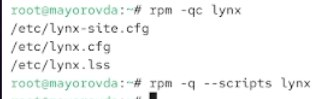 root@mayorovda:~# rpm -qc lynx
/etc/lynx-site.cfg
/etc/lynx.cfg
/etc/lynx.lss
root@mayorovda:~# rpm -q --scripts lynx